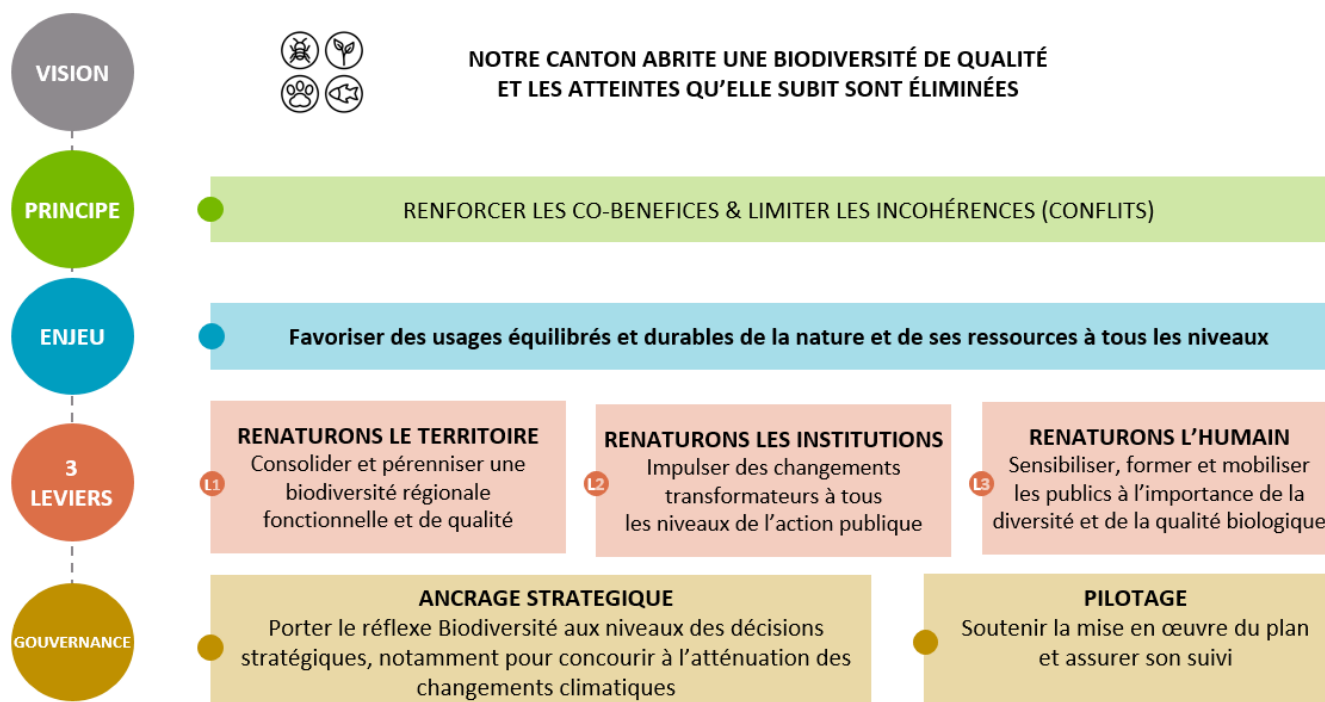 VISION
NOTRE CANTON ABRITE UNE BIODIVERSITÉ DE QUALITÉ
ET LES ATTEINTES QU'ELLE SUBIT SONT ÉLIMINÉES
PRINCIPE
RENFORCER LES CO-BENEFICES & LIMITER LES INCOHÉRENCES (CONFLITS)
ENJEU
Favoriser des usages équilibrés et durables de la nature et de ses ressources à tous les niveaux
3
LEVIERS
L1
RENATURONS LE TERRITOIRE
Consolider et pérenniser une
biodiversité régionale
fonctionnelle et de qualité
L2
RENATURONS LES INSTITUTIONS
Impulser des changements
transformateurs à tous
les niveaux de l'action publique
L3
RENATURONS L'HUMAIN
Sensibiliser, former et mobiliser
les publics à l'importance de la
diversité et de la qualité biologique
GOUVERNANCE
ANCRAGE STRATEGIQUE
Porter le réflexe Biodiversité aux niveaux des décisions
stratégiques, notamment pour concourir à l'atténuation des
changements climatiques
PILOTAGE
Soutenir la mise en œuvre du plan
et assurer son suivi